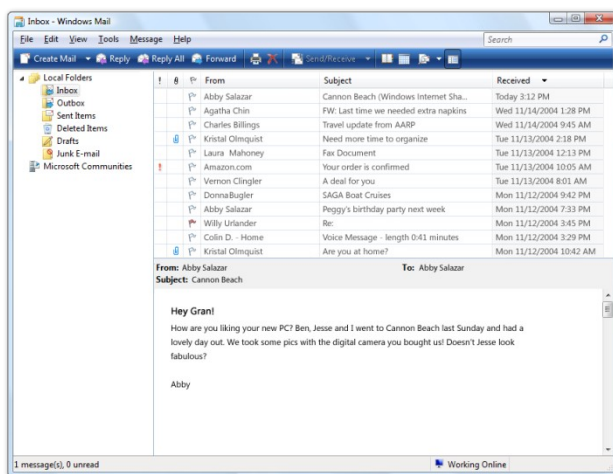 Inbox - Windows Mail
File Edit View Tools Message Help
Search
Create Mail Reply Reply All Forward Send/Receive
Local Folders
Inbox
Outbox
Sent Items
Deleted Items
Drafts
Junk E-mail
Microsoft Communities
! From Subject Received
Abby Salazar Cannon Beach (Windows Internet Sha... Today 3:12 PM
Agatha Chin FW: Last time we needed extra napkins Wed 11/14/2004 1:28 PM
Charles Billings Travel update from AARP Wed 11/14/2004 9:45 AM
Kristal Olmquist Need more time to organize Tue 11/13/2004 2:18 PM
Laura Mahoney Fax Document Tue 11/13/2004 12:13 PM
! Amazon.com Your order is confirmed Tue 11/13/2004 10:05 AM
Vernon Clingler A deal for you Tue 11/13/2004 8:01 AM
DonnaBugler SAGA Boat Cruises Mon 11/12/2004 9:42 PM
Abby Salazar Peggy's birthday party next week Mon 11/12/2004 7:33 PM
Willy Urlander Re: Mon 11/12/2004 3:45 PM
Colin D. - Home Voice Message - length 0:41 minutes Mon 11/12/2004 3:29 PM
Kristal Olmquist Are you at home? Mon 11/12/2004 10:42 AM
From: Abby Salazar To: Abby Salazar
Subject: Cannon Beach
Hey Gran!
How are you liking your new PC? Ben, Jesse and I went to Cannon Beach last Sunday and had a
lovely day out. We took some pics with the digital camera you bought us! Doesn't Jesse look
fabulous?
Abby
1 message(s), 0 unread Working Online